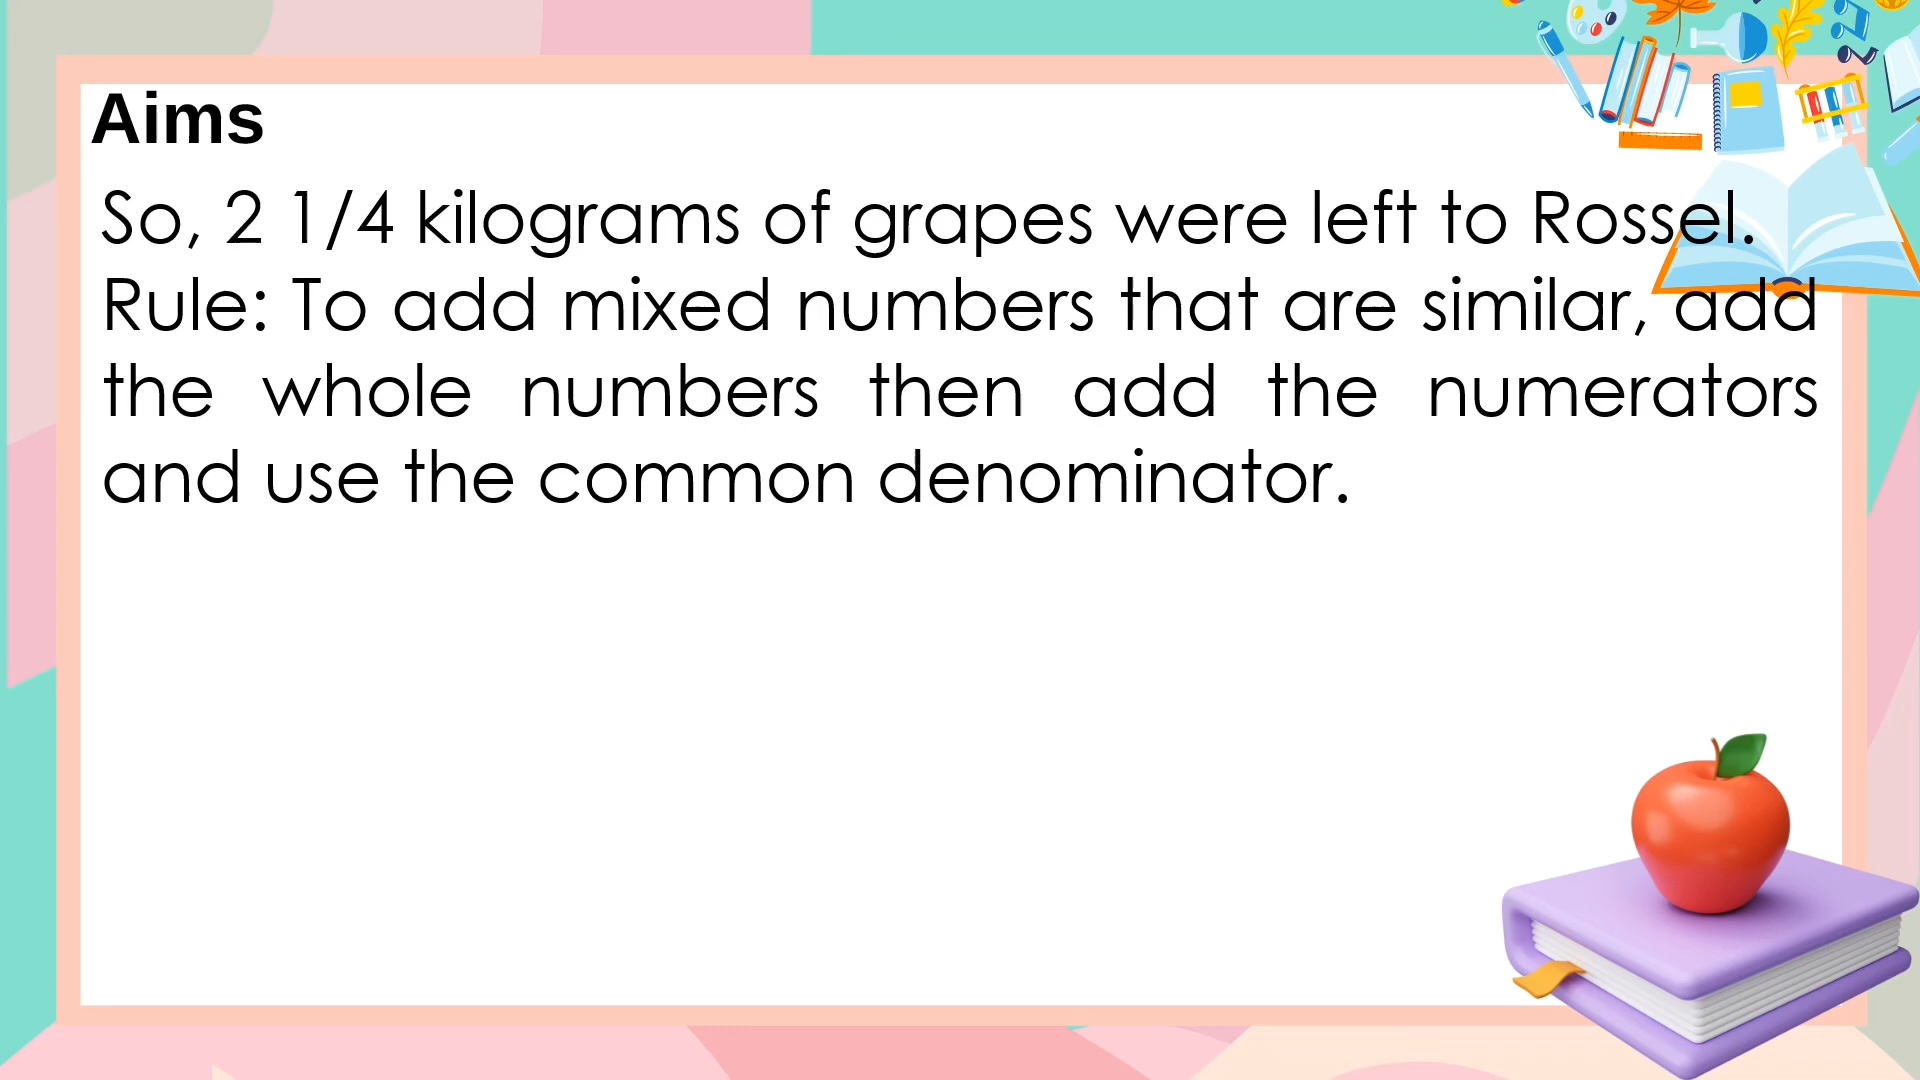 Aims
So, 2 1/4 kilograms of grapes were left to Rossel.
Rule: To add mixed numbers that are similar, add
the whole numbers then add the numerators
and use the common denominator.